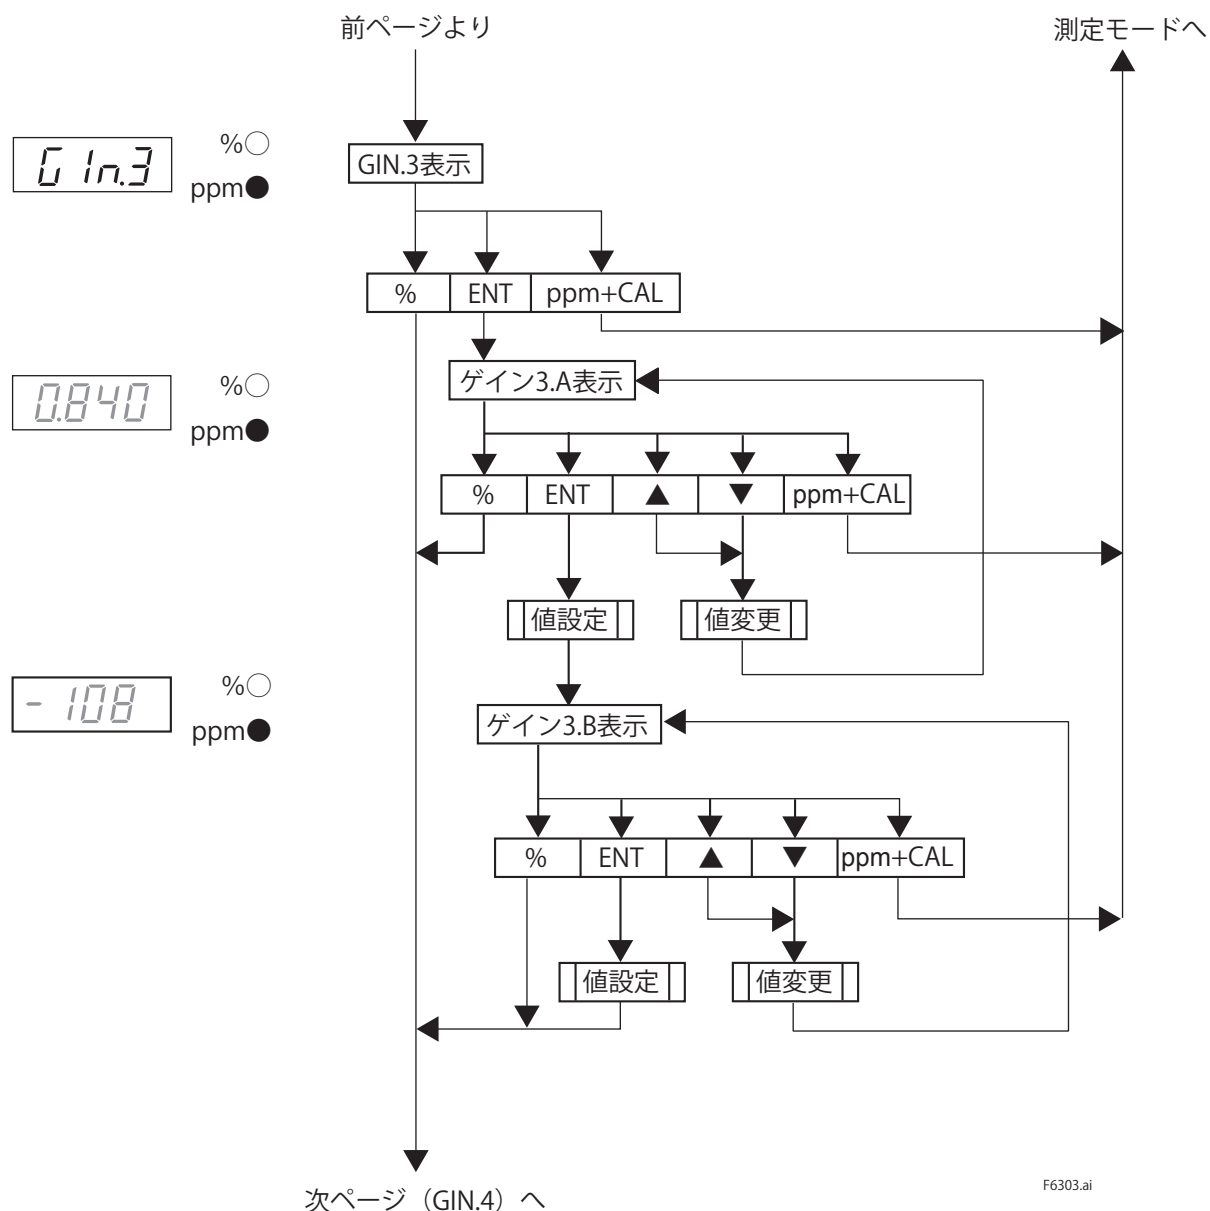 前ページより
測定モードへ
GIn.3
%○
ppm●
GIN.3表示
% ENT ppm+CAL
ゲイン3.A表示
0.840
%○
ppm●
% ENT ▲ ▼ ppm+CAL
値設定 値変更
-108
%○
ppm●
ゲイン3.B表示
% ENT ▲ ▼ ppm+CAL
値設定 値変更
次ページ（GIN.4）へ
F6303.ai